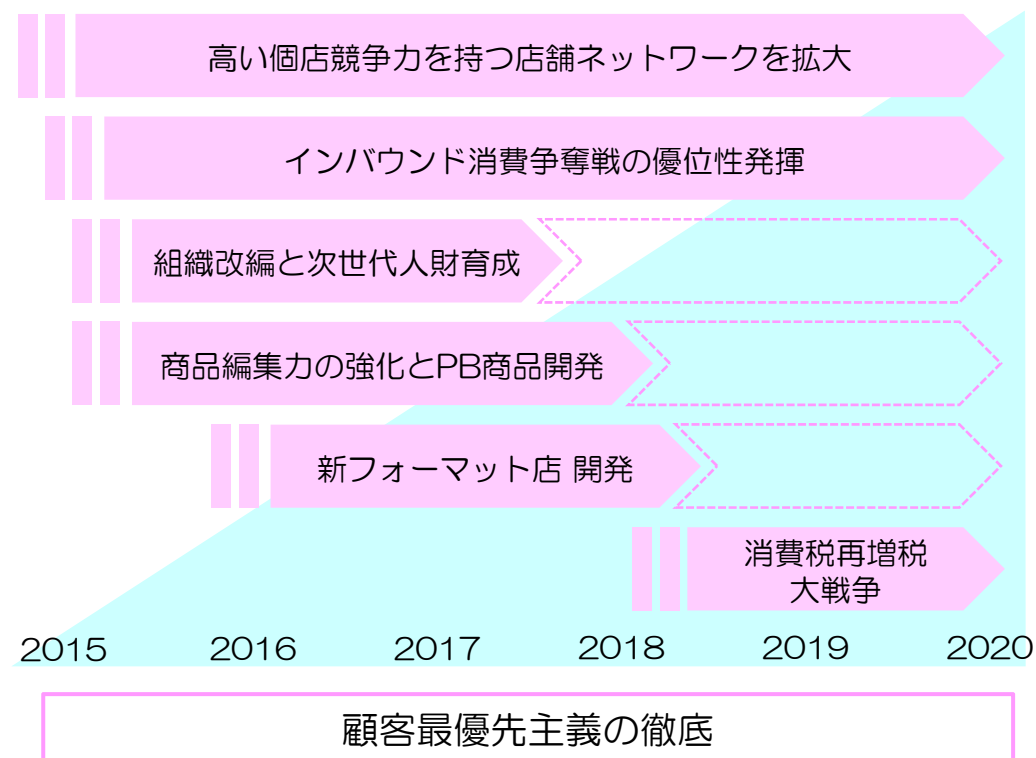 高い個店競争力を持つ店舗ネットワークを拡大
インバウンド消費争奪戦の優位性発揮
組織改編と次世代人財育成
商品編集力の強化とPB商品開発
新フォーマット店 開発
消費税再増税
大戦争
2015 2016 2017 2018 2019 2020
顧客最優先主義の徹底